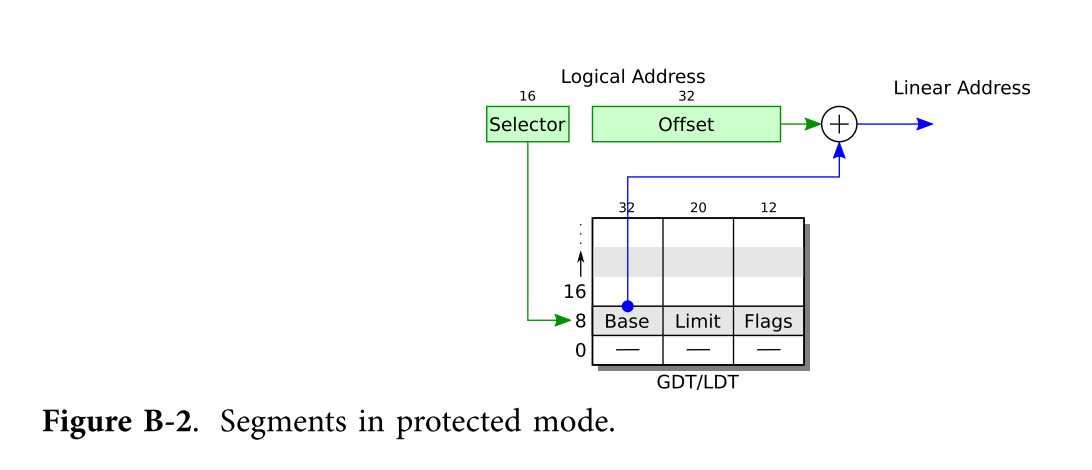 Logical Address
Linear Address
16 32
Selector Offset
32 20 12
16
8 Base Limit Flags
0 — — —
GDT/LDT
Figure B-2. Segments in protected mode.